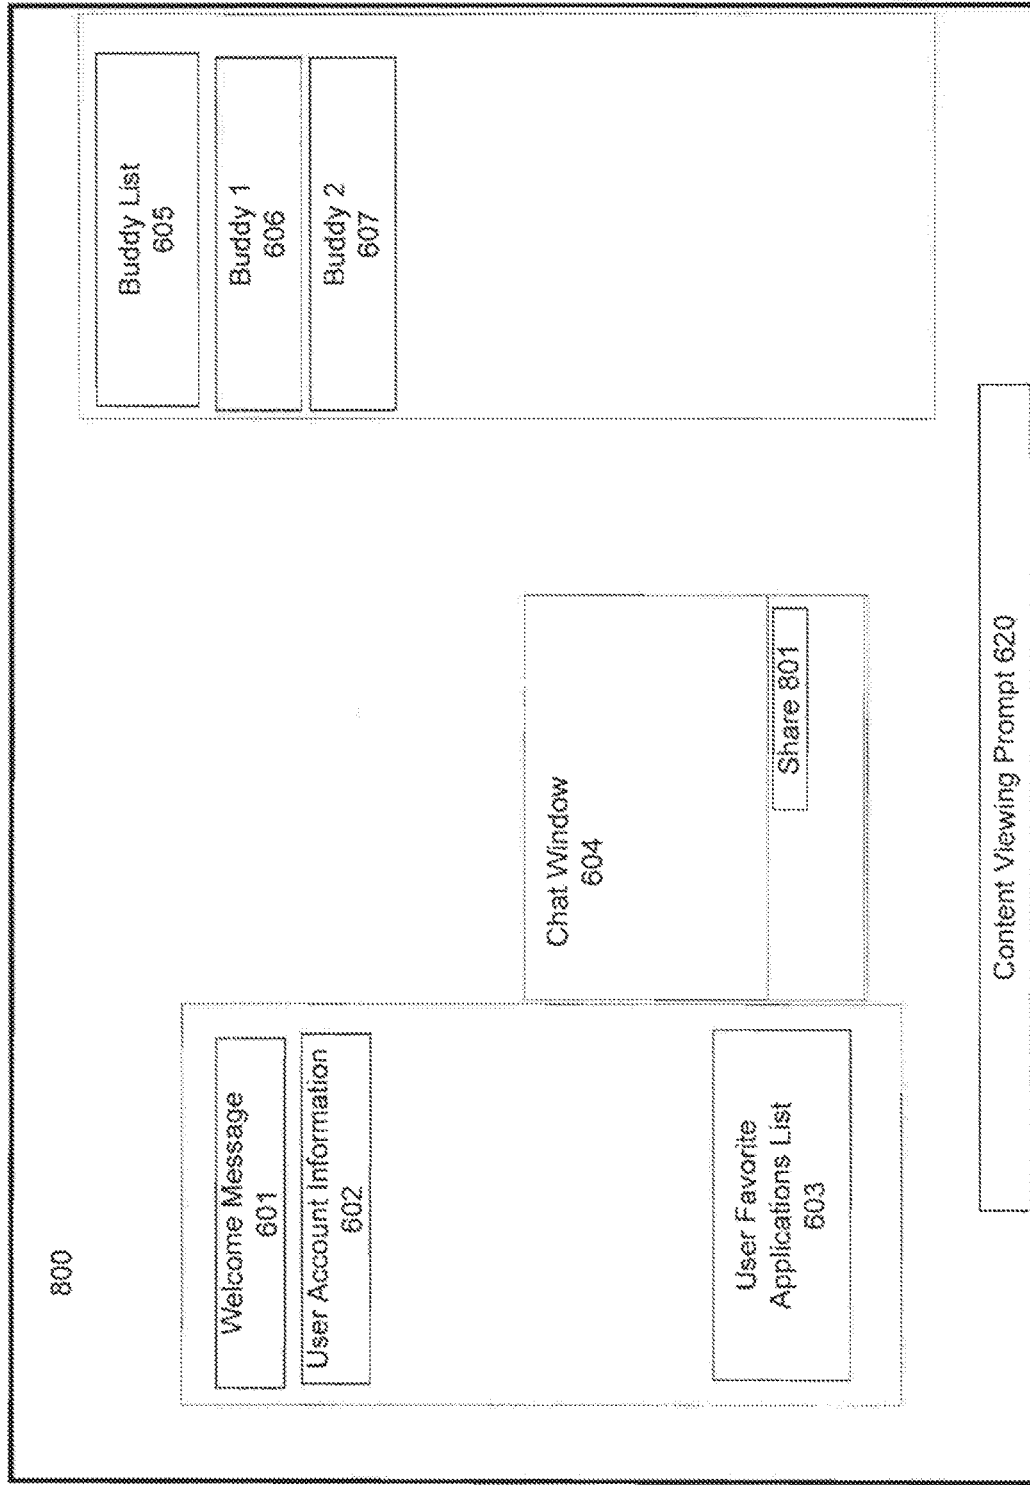 800
Welcome Message
601
User Account Information
602
User Favorite
Applications List
603
Chat Window
604
Share 801
Buddy List
605
Buddy 1
606
Buddy 2
607
Content Viewing Prompt 620